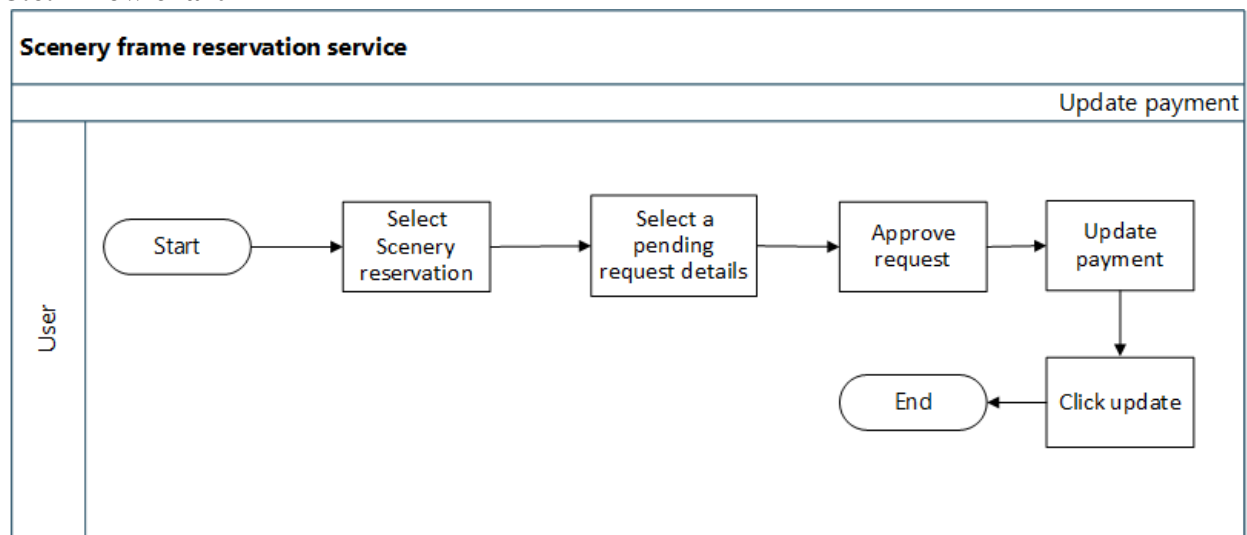 Scenery frame reservation service
Update payment
User
Start
Select
Scenery
reservation
Select a
pending
request details
Approve
request
Update
payment
End
Click update